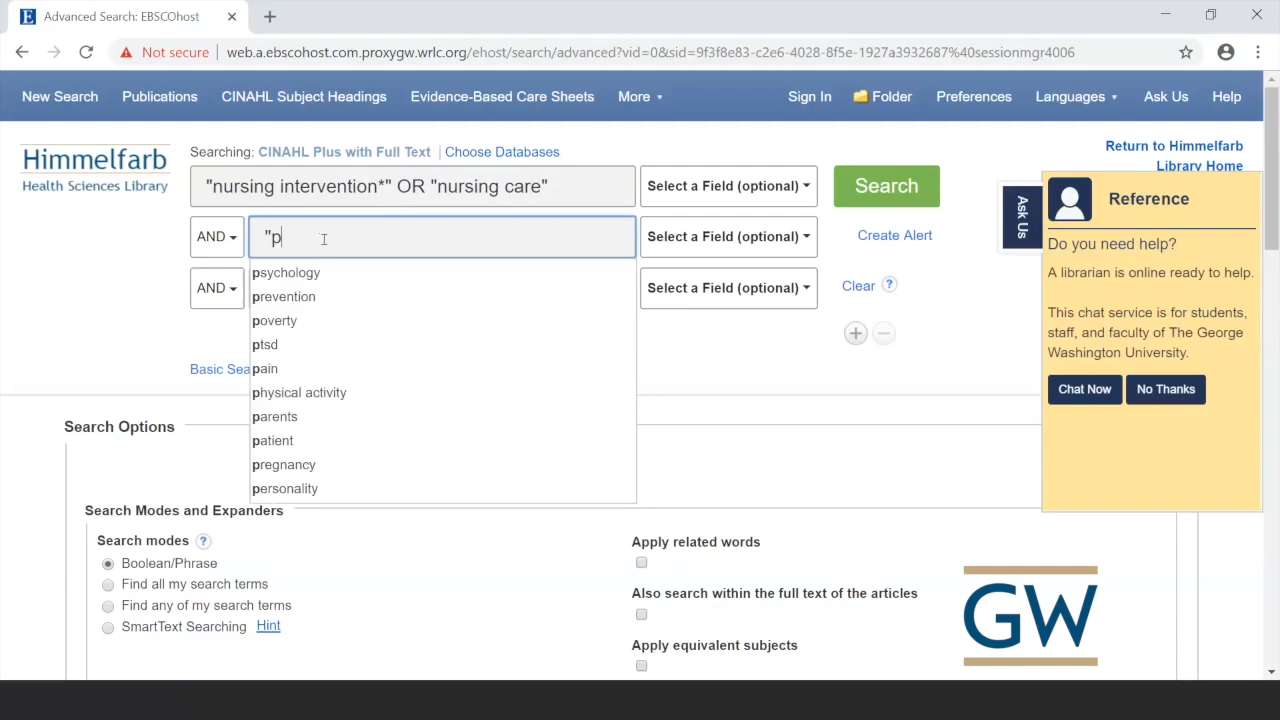 Advanced Search: EBSCOhost
Not secure
web.a.ebscohost.com.proxygw.wrlc.org/ehost/search/advanced?vid=0&sid=9f3f8e83-c2e6-4028-8f5e-1927a3932687%40sessionmgr4006
New Search Publications CINAHL Subject Headings Evidence-Based Care Sheets More Sign In Folder Preferences Languages Ask Us Help
Himmelfarb
Health Sciences Library
Searching: CINAHL Plus with Full Text | Choose Databases
Return to Himmelfarb
Library Home
"nursing intervention*" OR "nursing care" Select a Field (optional) Search
AND "p Select a Field (optional) Create Alert
AND Select a Field (optional) Clear ?
psychology
prevention
poverty
ptsd
pain
physical activity
parents
patient
pregnancy
personality
Basic Sea
Ask Us
Reference
Do you need help?
A librarian is online ready to help.
This chat service is for students,
staff, and faculty of The George
Washington University.
Chat Now No Thanks
Search Options
Search Modes and Expanders
Search modes ?
Boolean/Phrase
Find all my search terms
Find any of my search terms
SmartText Searching Hint
Apply related words
Also search within the full text of the articles
Apply equivalent subjects
GW